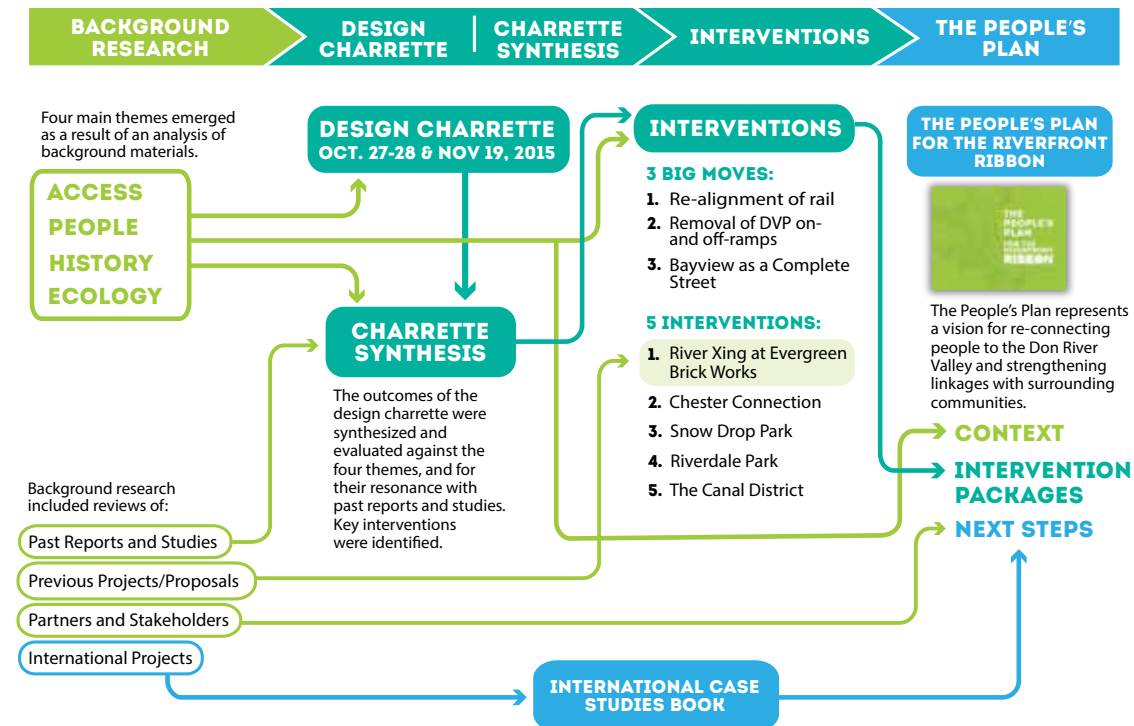 BACKGROUND
RESEARCH
DESIGN
CHARRETTE
CHARRETTE
SYNTHESIS
INTERVENTIONS
THE PEOPLE'S
PLAN
Four main themes emerged
as a result of an analysis of
background materials.
ACCESS
PEOPLE
HISTORY
ECOLOGY
Background research
included reviews of:
Past Reports and Studies
Previous Projects/Proposals
Partners and Stakeholders
International Projects
DESIGN CHARRETTE
OCT. 27-28 & NOV 19, 2015
CHARRETTE
SYNTHESIS
The outcomes of the
design charrette were
synthesized and
evaluated against the
four themes, and for
their resonance with
past reports and studies.
Key interventions
were identified.
INTERVENTIONS
3 BIG MOVES:
1. Re-alignment of rail
2. Removal of DVP on-
and off-ramps
3. Bayview as a Complete
Street
5 INTERVENTIONS:
1. River Xing at Evergreen
Brick Works
2. Chester Connection
3. Snow Drop Park
4. Riverdale Park
5. The Canal District
INTERNATIONAL CASE
STUDIES BOOK
THE PEOPLE'S PLAN
FOR THE RIVERFRONT
RIBBON
THE
PEOPLE'S
PLAN
FOR THE
RIVERFRONT
RIBBON
The People's Plan represents
a vision for re-connecting
people to the Don River
Valley and strengthening
linkages with surrounding
communities.
CONTEXT
INTERVENTION
PACKAGES
NEXT STEPS